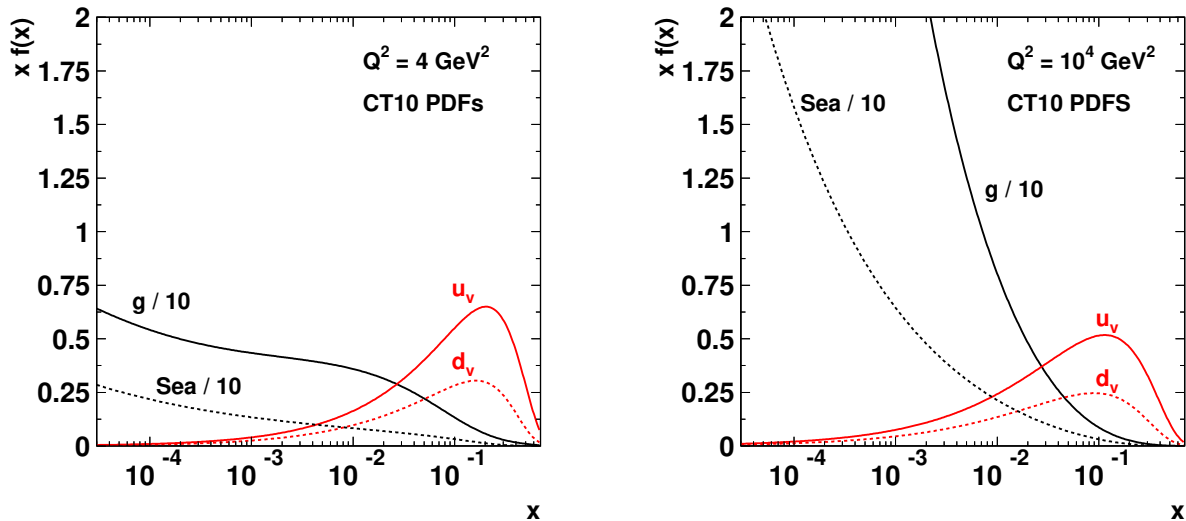 x f(x)
2
1.75
1.5
1.25
1
0.75
0.5
0.25
0
Q² = 4 GeV²
CT10 PDFs
g / 10
Sea / 10
u_v
d_v
10⁻⁴
10⁻³
10⁻²
10⁻¹
x
x f(x)
2
1.75
1.5
1.25
1
0.75
0.5
0.25
0
Q² = 10⁴ GeV²
CT10 PDFS
Sea / 10
g / 10
u_v
d_v
10⁻⁴
10⁻³
10⁻²
10⁻¹
x